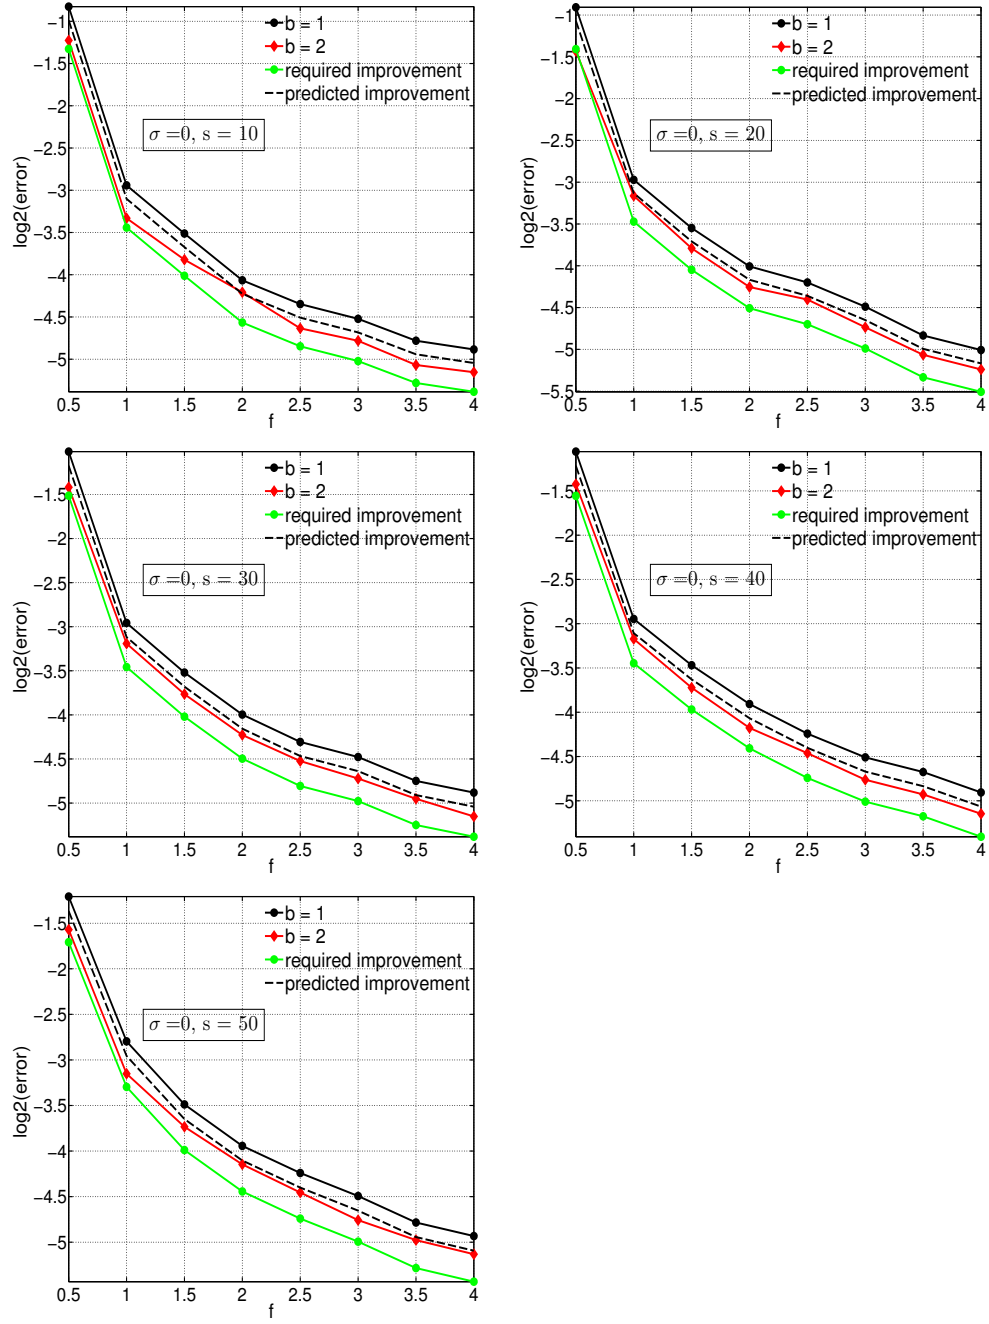 −1
−1.5
−2
−2.5
−3
−3.5
−4
−4.5
−5
log2(error)
0.5 1 1.5 2 2.5 3 3.5 4
f
b = 1
b = 2
required improvement
predicted improvement
σ =0, s = 10
−1
−1.5
−2
−2.5
−3
−3.5
−4
−4.5
−5
−5.5
log2(error)
0.5 1 1.5 2 2.5 3 3.5 4
f
b = 1
b = 2
required improvement
predicted improvement
σ =0, s = 20
−1.5
−2
−2.5
−3
−3.5
−4
−4.5
−5
log2(error)
0.5 1 1.5 2 2.5 3 3.5 4
f
b = 1
b = 2
required improvement
predicted improvement
σ =0, s = 30
−1.5
−2
−2.5
−3
−3.5
−4
−4.5
−5
log2(error)
0.5 1 1.5 2 2.5 3 3.5 4
f
b = 1
b = 2
required improvement
predicted improvement
σ =0, s = 40
−1.5
−2
−2.5
−3
−3.5
−4
−4.5
−5
log2(error)
0.5 1 1.5 2 2.5 3 3.5 4
f
b = 1
b = 2
required improvement
predicted improvement
σ =0, s = 50